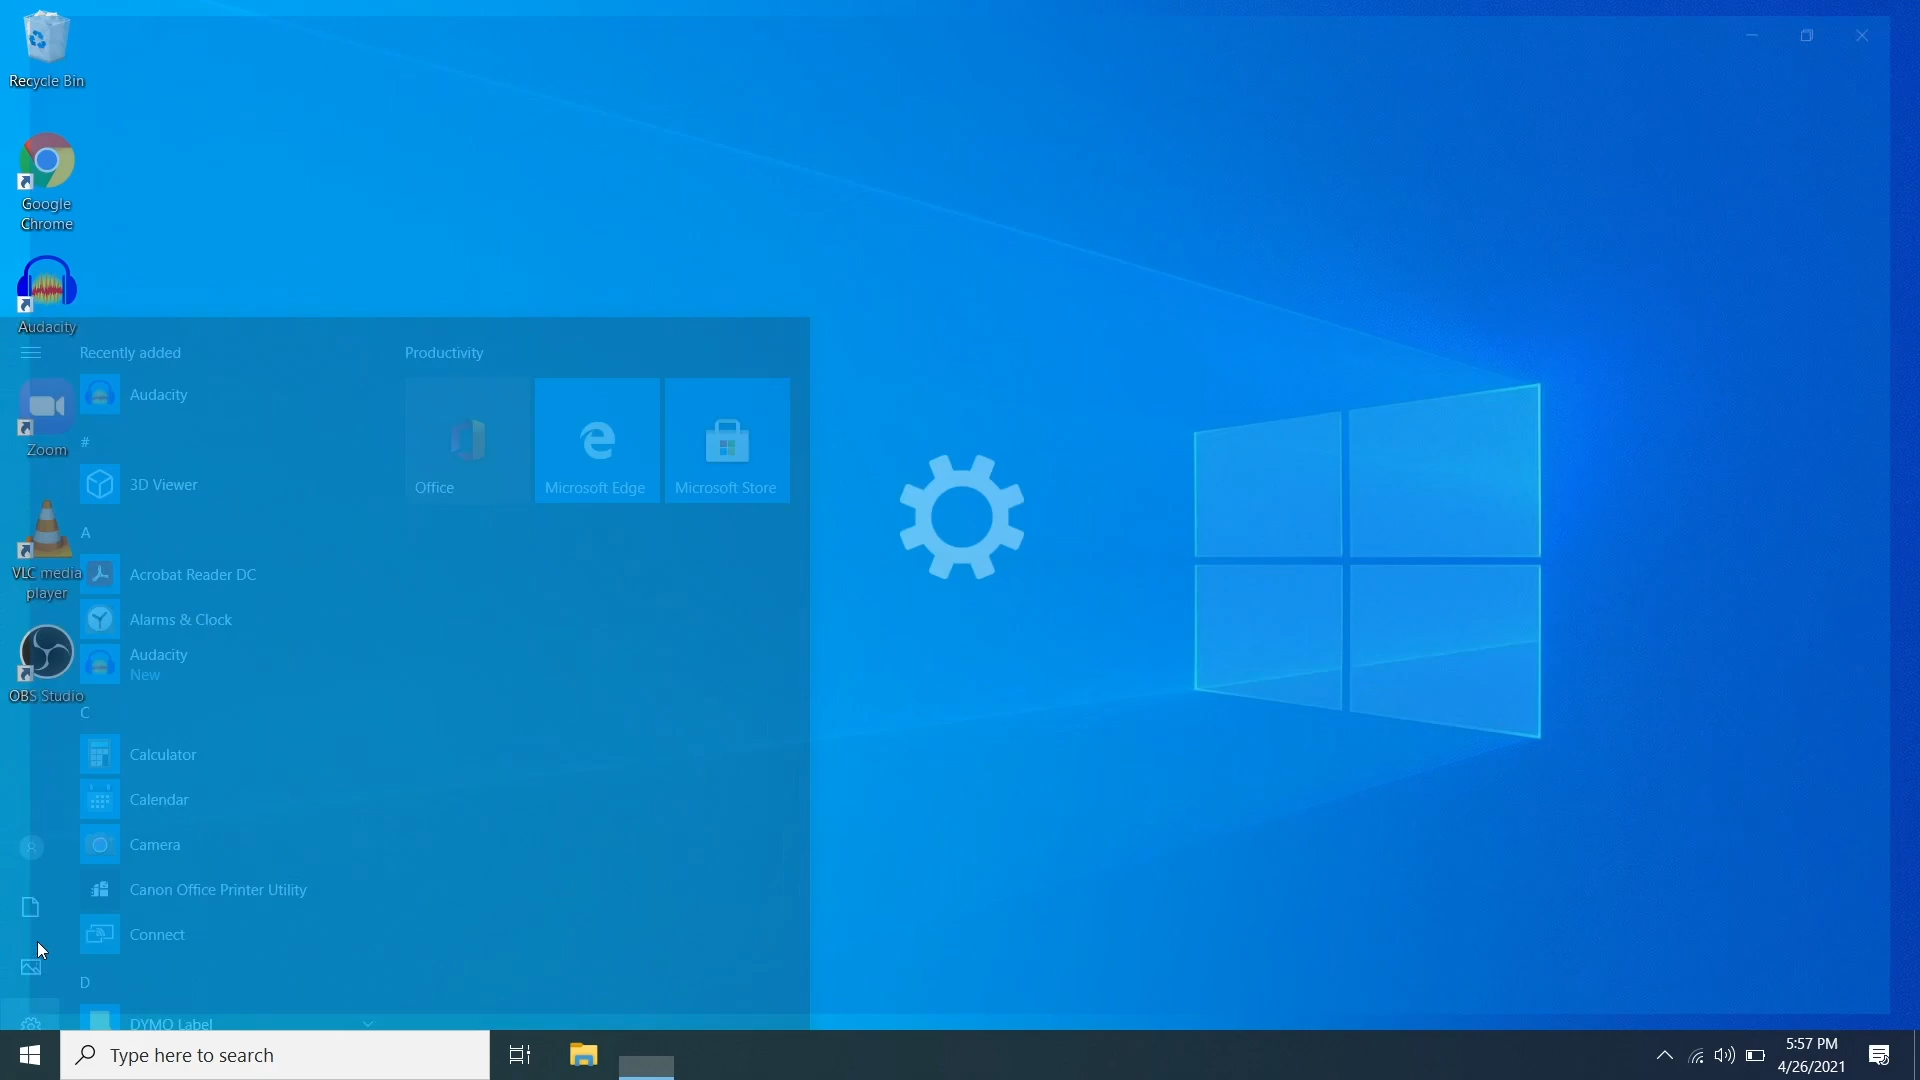 Recycle Bin
Google
Chrome
Audacity
Zoom
VLC media
player
OBS Studio
Recently added
Audacity
#
3D Viewer
A
Acrobat Reader DC
Alarms & Clock
Audacity
New
C
Calculator
Calendar
Camera
Canon Office Printer Utility
Connect
D
DYMO Label
Productivity
Office
Microsoft Edge
Microsoft Store
Type here to search
5:57 PM
4/26/2021